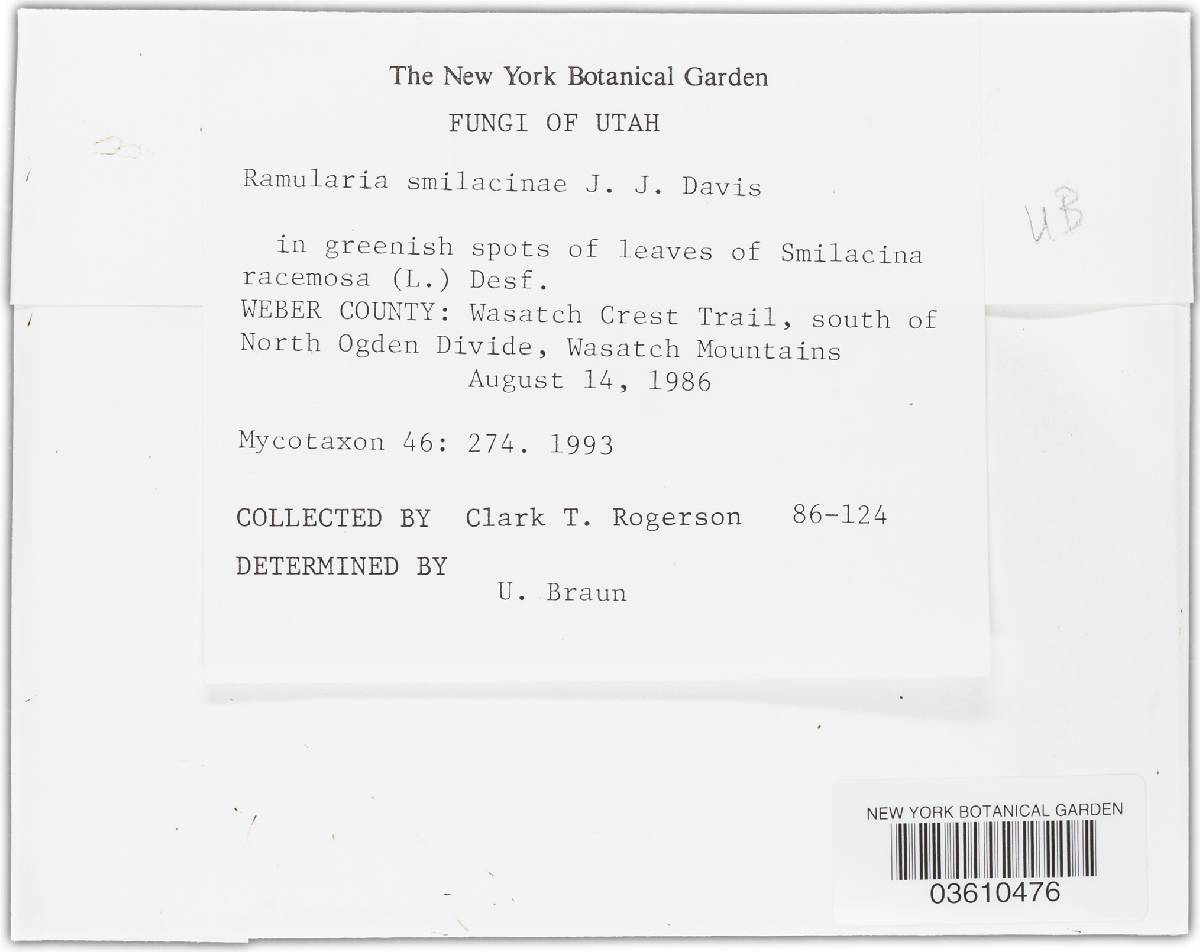 The New York Botanical Garden
FUNGI OF UTAH
Ramularia smilacinae J. J. Davis
in greenish spots of leaves of Smilacina
racemosa (L.) Desf.
WEBER COUNTY: Wasatch Crest Trail, south of
North Ogden Divide, Wasatch Mountains
August 14, 1986
Mycotaxon 46: 274. 1993
COLLECTED BY Clark T. Rogerson 86-124
DETERMINED BY
U. Braun
UB
NEW YORK BOTANICAL GARDEN
03610476